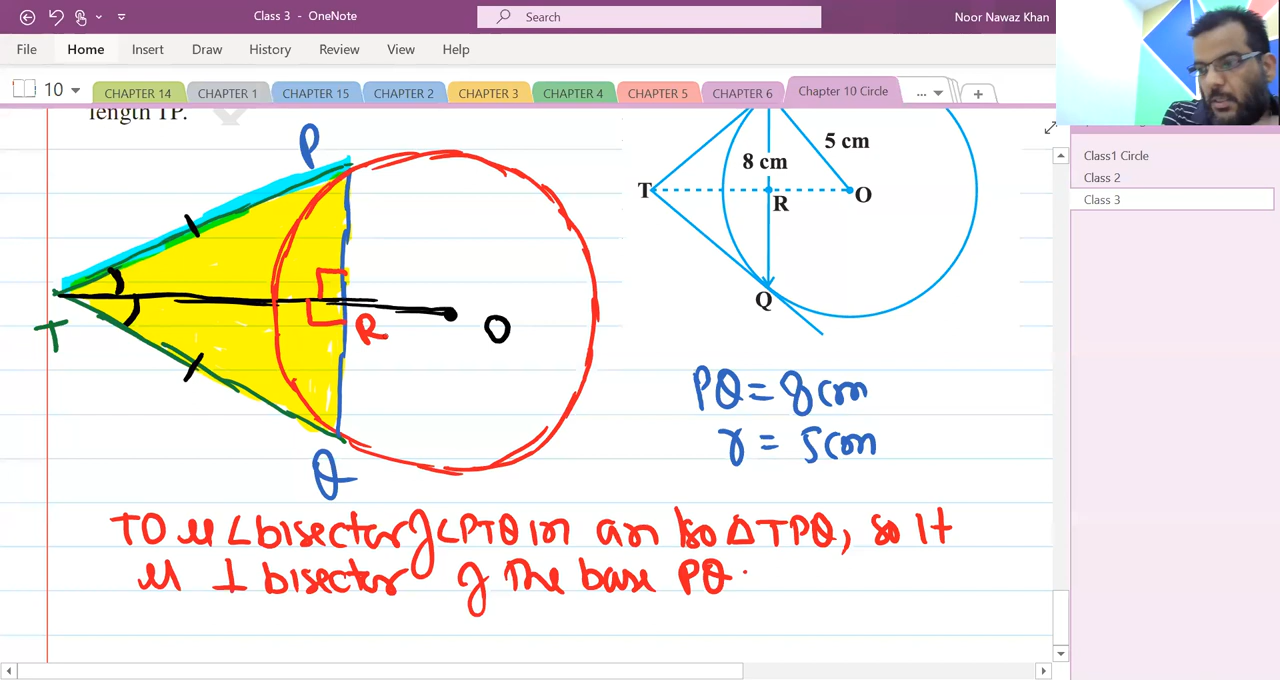 Class 3 - OneNote
Search
Noor Nawaz Khan
File Home Insert Draw History Review View Help
10 CHAPTER 14 CHAPTER 1 CHAPTER 15 CHAPTER 2 CHAPTER 3 CHAPTER 4 CHAPTER 5 CHAPTER 6 Chapter 10 Circle ... +
Class1 Circle
Class 2
Class 3
length TP.
P
T
R
O
Q
5 cm
8 cm
T
R
O
Q
PQ = 8cm
r = 5cm
TO is ∠bisector of ∠PTQ in an iso △TPQ, so it
is ⊥ bisector of the base PQ.